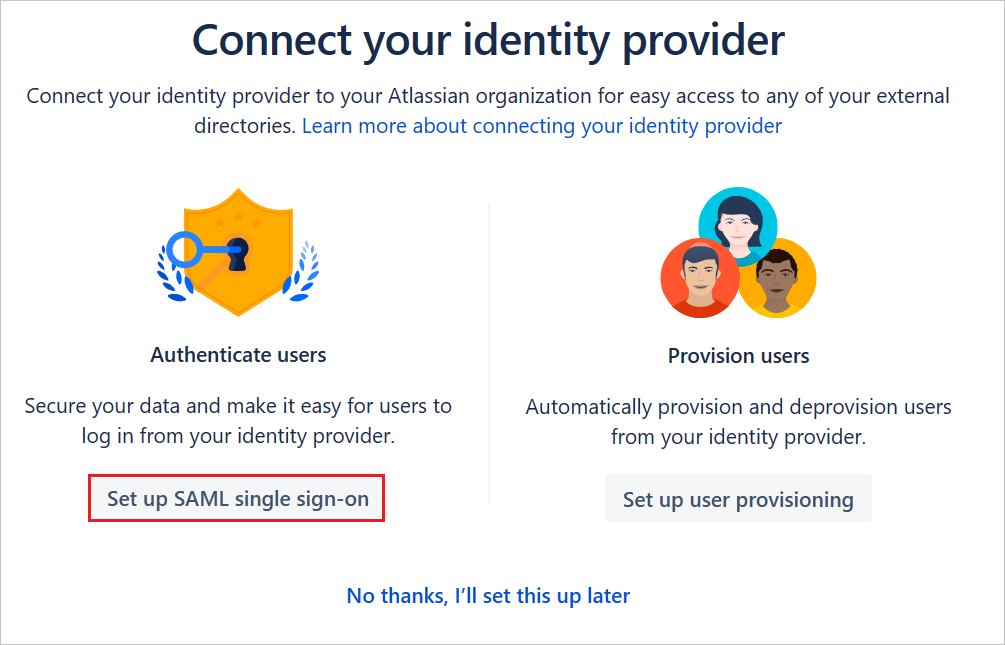 Connect your identity provider
Connect your identity provider to your Atlassian organization for easy access to any of your external
directories. Learn more about connecting your identity provider
Authenticate users
Secure your data and make it easy for users to
log in from your identity provider.
Set up SAML single sign-on
Provision users
Automatically provision and deprovision users
from your identity provider.
Set up user provisioning
No thanks, I’ll set this up later